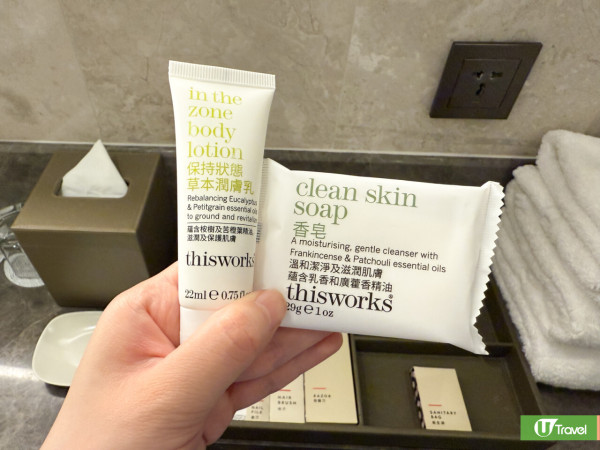 in the
zone
body
lotion
保持狀態
草本潤膚乳
Rebalancing Eucalyptus
& Petitgrain essential oils
to ground and revitalise
蘊含桉樹及苦橙葉精油
滋潤及保護肌膚
thisworks
22ml e 0.75
clean skin
soap
香皂
A moisturising, gentle cleanser with
Frankincense & Patchouli essential oils
溫和潔淨及滋潤肌膚
蘊含乳香和廣藿香精油
thisworks®
29g e 1 oz
HAIR
BRUSH
RAZOR
SANITARY
BAG
U Travel